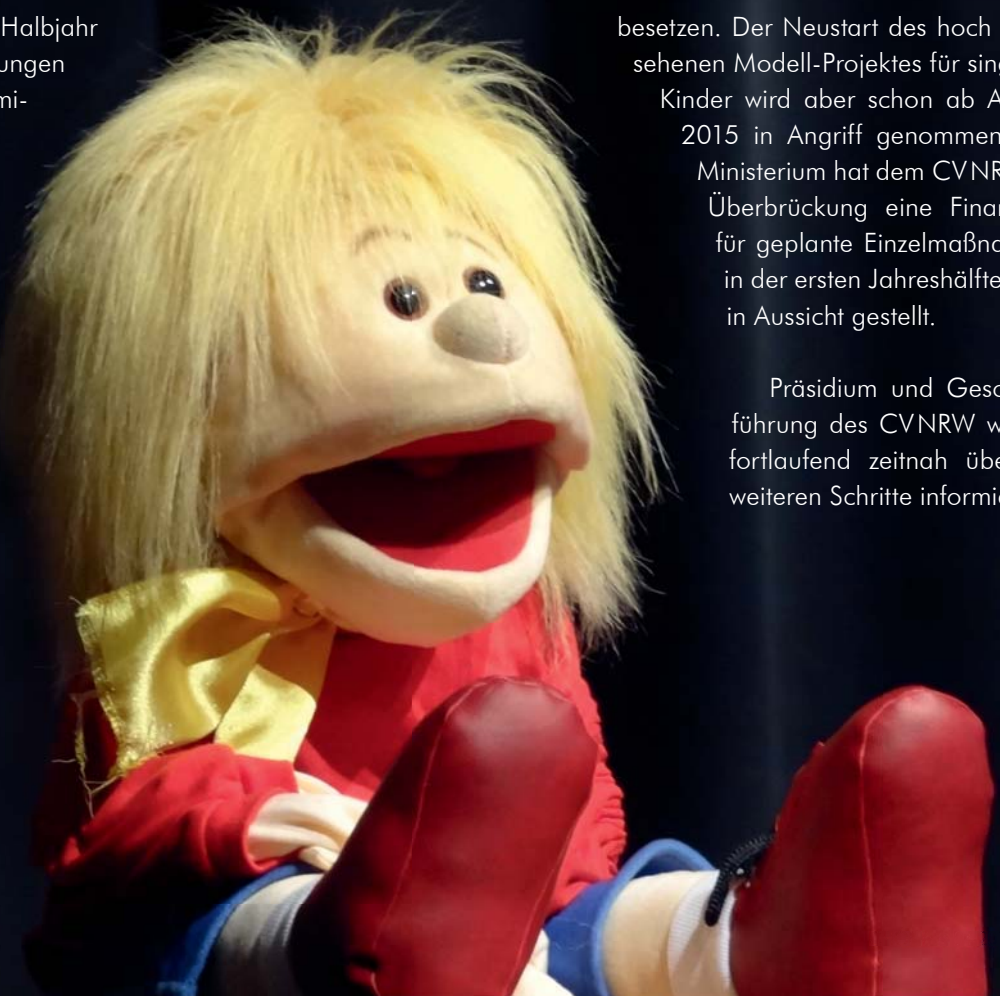 Halbjahr
ungen
mi-
besetzen. Der Neustart des hoch
sehenen Modell-Projektes für sing
Kinder wird aber schon ab A
2015 in Angriff genommen
Ministerium hat dem CVNR
Überbrückung eine Finan
für geplante Einzelmaßna
in der ersten Jahreshälfte
in Aussicht gestellt.
Präsidium und Gesc
führung des CVNRW w
fortlaufend zeitnah übe
weiteren Schritte informie